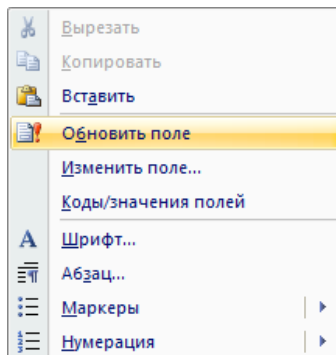 Вырезать
Копировать
Вставить
Обновить поле
Изменить поле...
Коды/значения полей
Шрифт...
Абзац...
Маркеры
Нумерация